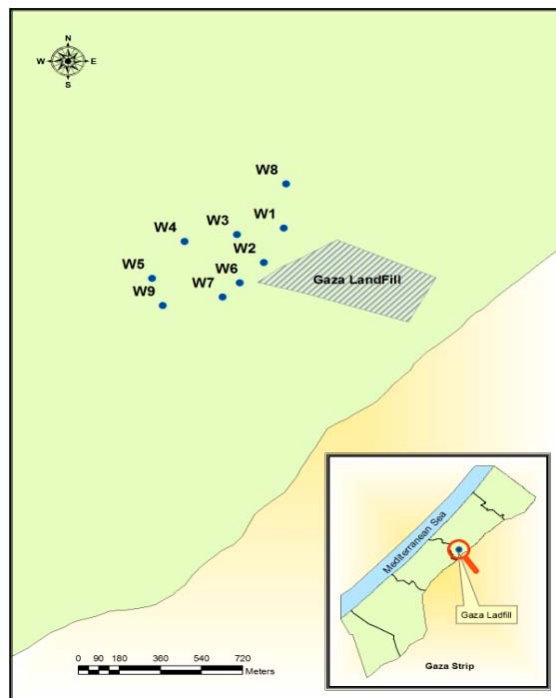 N
W E
S
W8
W1
W3
W4
W2
W5
W6
W7
W9
Gaza LandFill
0 90 180 360 540 720
Meters
Mediterranean Sea
Gaza Ladfill
Gaza Strip